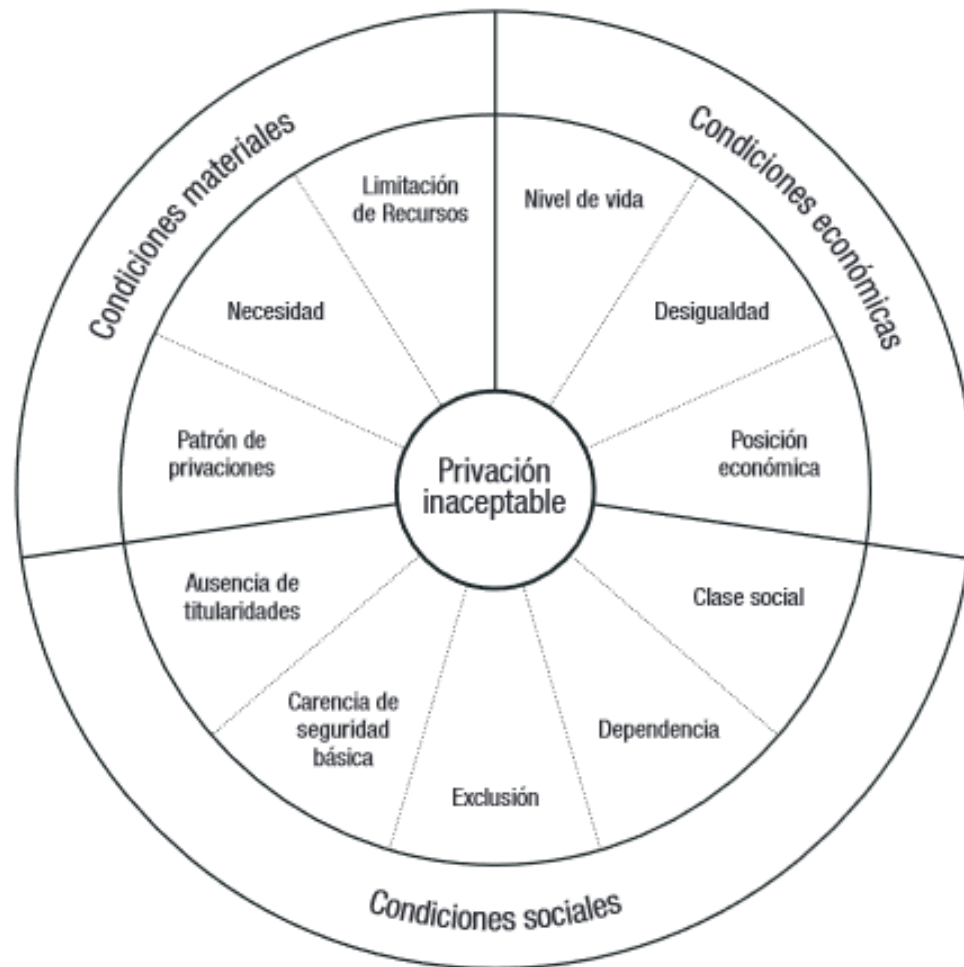 Condiciones materiales
Condiciones económicas
Limitación
de Recursos
Nivel de vida
Necesidad
Desigualdad
Patrón de
privaciones
Posición
económica
Privación
inaceptable
Ausencia de
titularidades
Clase social
Carencia de
seguridad
básica
Dependencia
Exclusión
Condiciones sociales